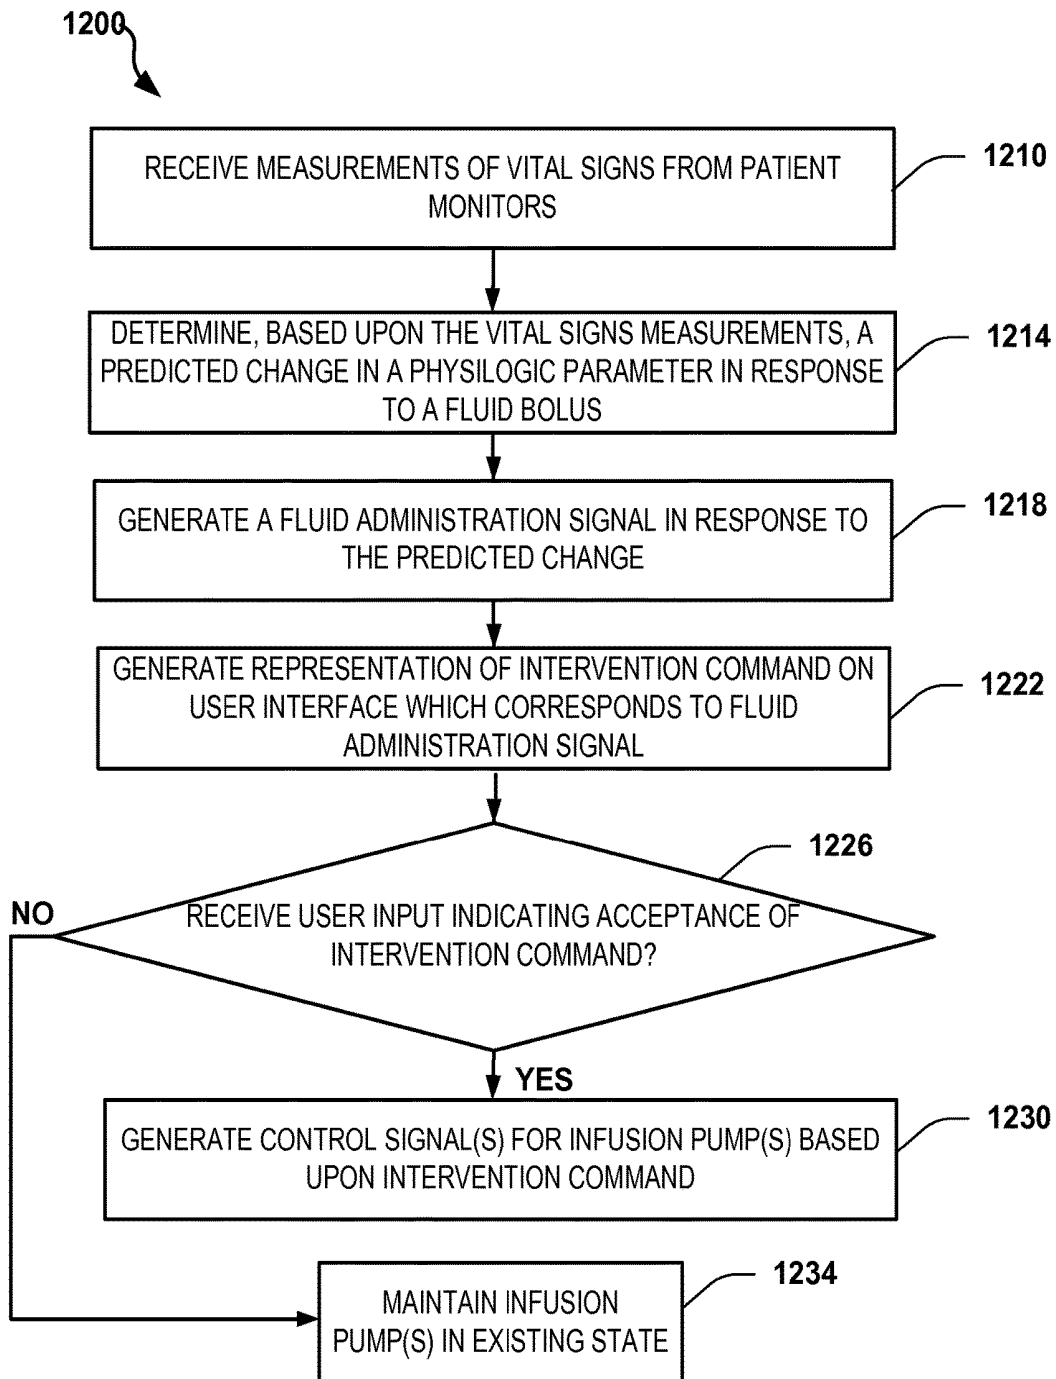 1200
RECEIVE MEASUREMENTS OF VITAL SIGNS FROM PATIENT
MONITORS
1210
DETERMINE, BASED UPON THE VITAL SIGNS MEASUREMENTS, A
PREDICTED CHANGE IN A PHYSILOGIC PARAMETER IN RESPONSE
TO A FLUID BOLUS
1214
GENERATE A FLUID ADMINISTRATION SIGNAL IN RESPONSE TO
THE PREDICTED CHANGE
1218
GENERATE REPRESENTATION OF INTERVENTION COMMAND ON
USER INTERFACE WHICH CORRESPONDS TO FLUID
ADMINISTRATION SIGNAL
1222
1226
NO
RECEIVE USER INPUT INDICATING ACCEPTANCE OF
INTERVENTION COMMAND?
YES
GENERATE CONTROL SIGNAL(S) FOR INFUSION PUMP(S) BASED
UPON INTERVENTION COMMAND
1230
MAINTAIN INFUSION
PUMP(S) IN EXISTING STATE
1234